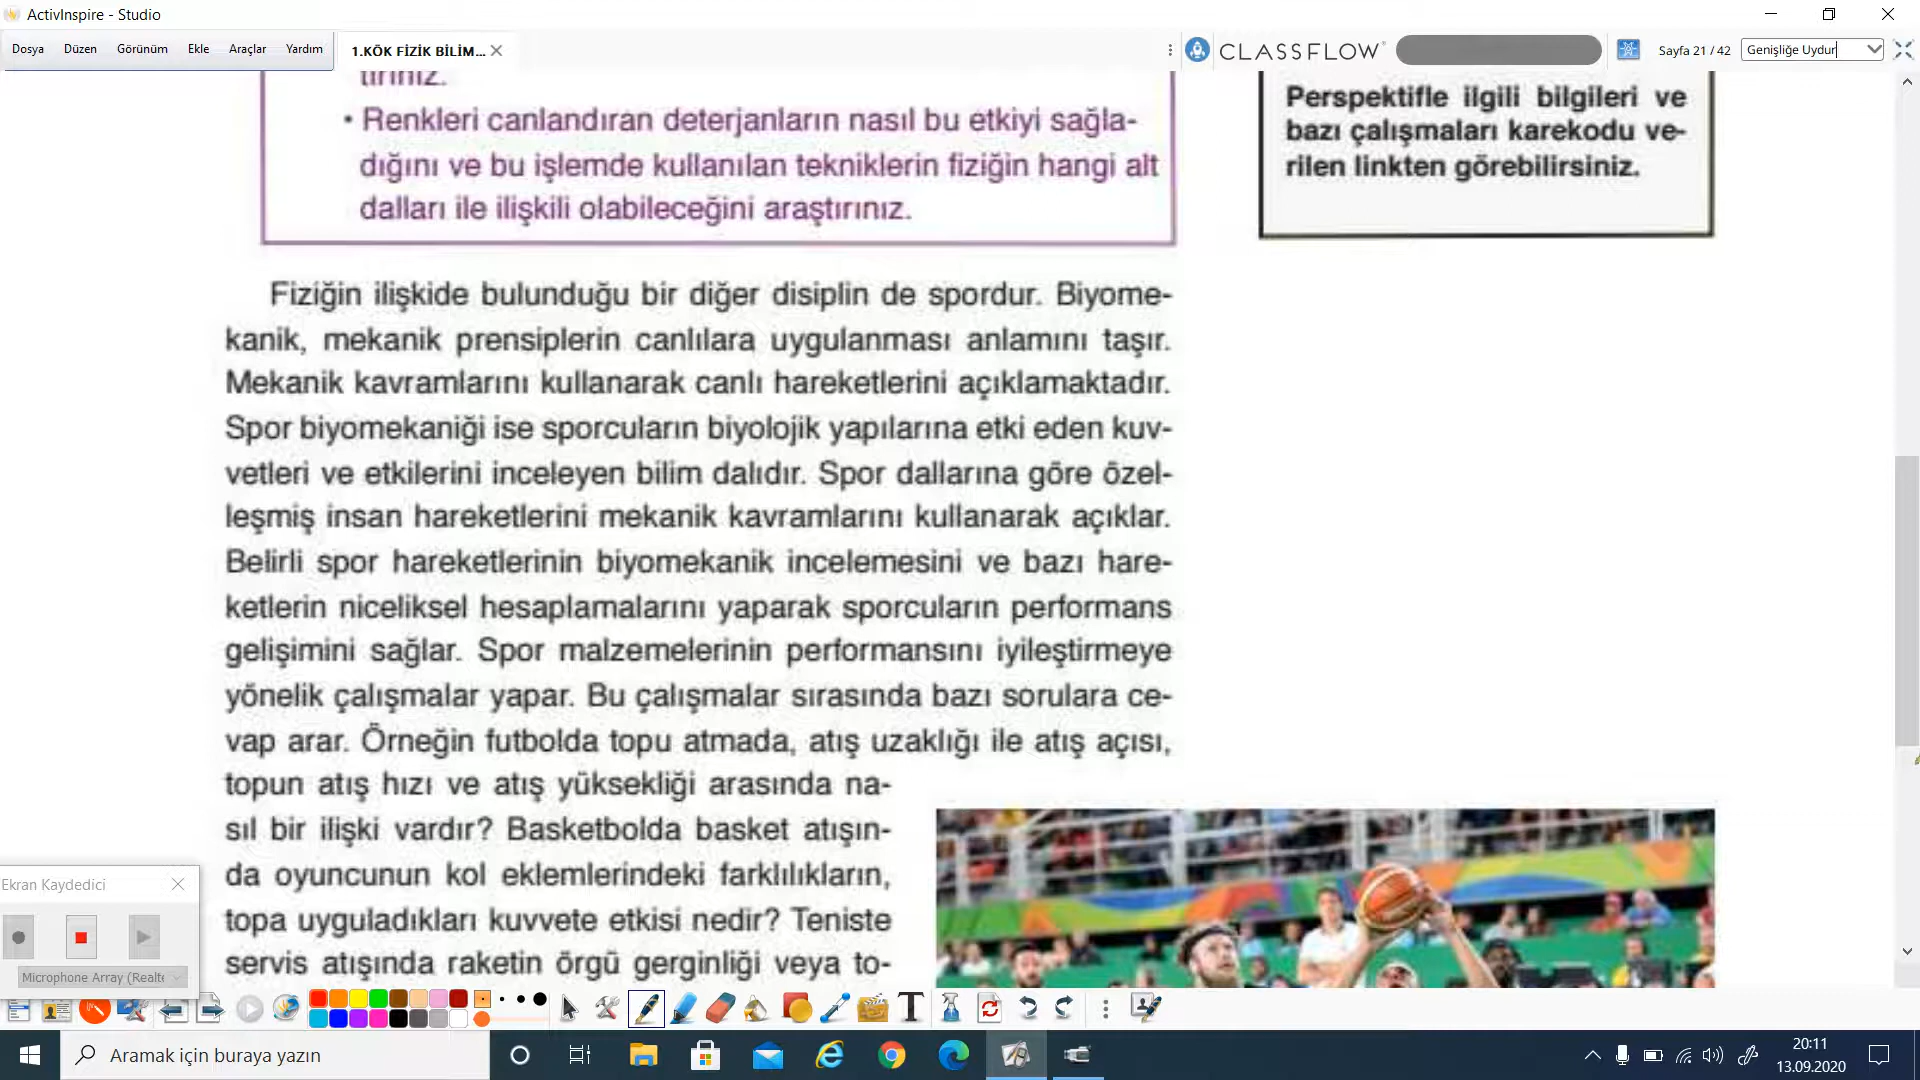 ActivInspire - Studio
Dosya Düzen Görünüm Ekle Araçlar Yardım
1.KÖK FİZİK BİLİM...
CLASSFLOW
Sayfa 21 / 42
Genişliğe Uydur
tiriniz.
• Renkleri canlandıran deterjanların nasıl bu etkiyi sağla-
dığını ve bu işlemde kullanılan tekniklerin fiziğin hangi alt
dalları ile ilişkili olabileceğini araştırınız.
Perspektifle ilgili bilgileri ve
bazı çalışmaları karekodu ve-
rilen linkten görebilirsiniz.
Fiziğin ilişkide bulunduğu bir diğer disiplin de spordur. Biyome-
kanik, mekanik prensiplerin canlılara uygulanması anlamını taşır.
Mekanik kavramlarını kullanarak canlı hareketlerini açıklamaktadır.
Spor biyomekaniği ise sporcuların biyolojik yapılarına etki eden kuv-
vetleri ve etkilerini inceleyen bilim dalıdır. Spor dallarına göre özel-
leşmiş insan hareketlerini mekanik kavramlarını kullanarak açıklar.
Belirli spor hareketlerinin biyomekanik incelemesini ve bazı hare-
ketlerin niceliksel hesaplamalarını yaparak sporcuların performans
gelişimini sağlar. Spor malzemelerinin performansını iyileştirmeye
yönelik çalışmalar yapar. Bu çalışmalar sırasında bazı sorulara ce-
vap arar. Örneğin futbolda topu atmada, atış uzaklığı ile atış açısı,
topun atış hızı ve atış yüksekliği arasında na-
sıl bir ilişki vardır? Basketbolda basket atışın-
da oyuncunun kol eklemlerindeki farklılıkların,
topa uyguladıkları kuvvete etkisi nedir? Teniste
servis atışında raketin örgü gerginliği veya to-
Ekran Kaydedici
Microphone Array (Realte
Aramak için buraya yazın
20:11
13.09.2020